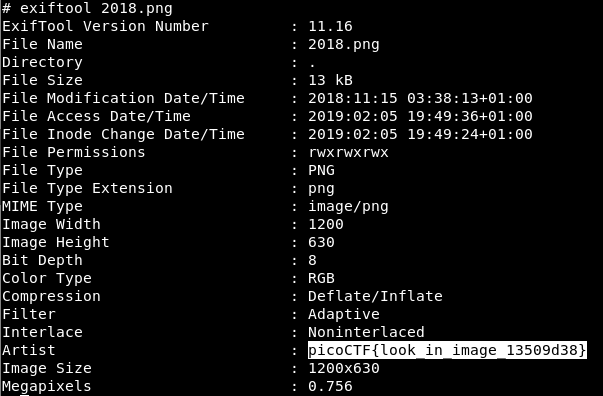 # exiftool 2018.png
ExifTool Version Number         : 11.16
File Name                       : 2018.png
Directory                       : .
File Size                       : 13 kB
File Modification Date/Time     : 2018:11:15 03:38:13+01:00
File Access Date/Time           : 2019:02:05 19:49:36+01:00
File Inode Change Date/Time     : 2019:02:05 19:49:24+01:00
File Permissions                : rwxrwxrwx
File Type                       : PNG
File Type Extension             : png
MIME Type                       : image/png
Image Width                     : 1200
Image Height                    : 630
Bit Depth                       : 8
Color Type                      : RGB
Compression                     : Deflate/Inflate
Filter                          : Adaptive
Interlace                       : Noninterlaced
Artist                          : picoCTF{look_in_image_13509d38}
Image Size                      : 1200x630
Megapixels                      : 0.756